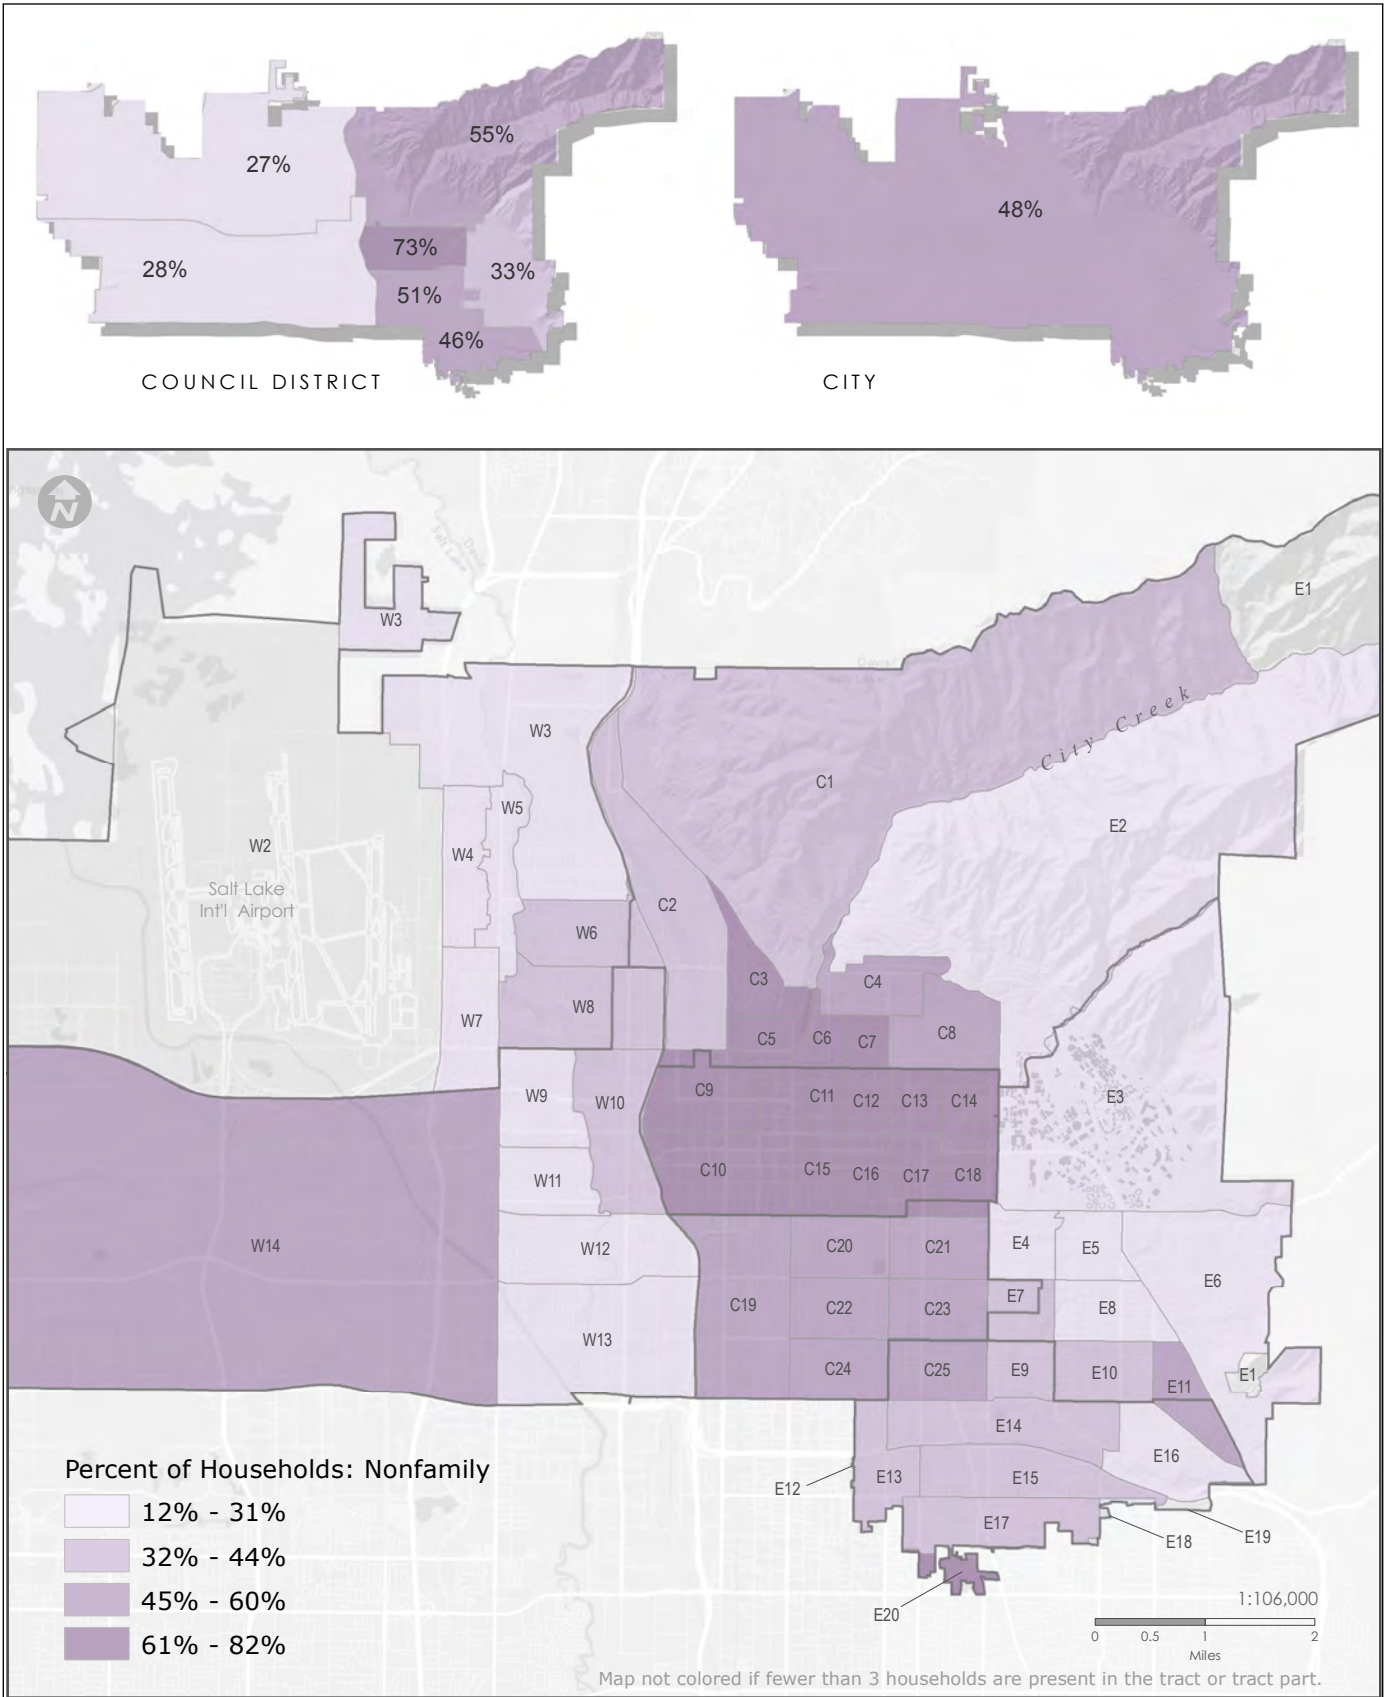 55%
27%
73%
28%
33%
51%
46%
COUNCIL DISTRICT
48%
CITY
N
Davis
Salt Lake
E1
W3
Davis
City Creek
W3
C1
W5
E2
W2
W4
Salt Lake
Int'l Airport
C2
W6
C3
C4
W8
W7
C5
C6
C7
C8
C9
W9
W10
C11
C12
C13
C14
E3
C10
C15
C16
C17
C18
W11
W14
W12
C20
C21
E4
E5
E6
C19
C22
C23
E7
E8
W13
C24
C25
E9
E10
E11
E1
E14
E16
E12
E13
E15
E17
E18
E19
E20
Percent of Households: Nonfamily
12% - 31%
32% - 44%
45% - 60%
61% - 82%
1:106,000
0 0.5 1 2
Miles
Map not colored if fewer than 3 households are present in the tract or tract part.